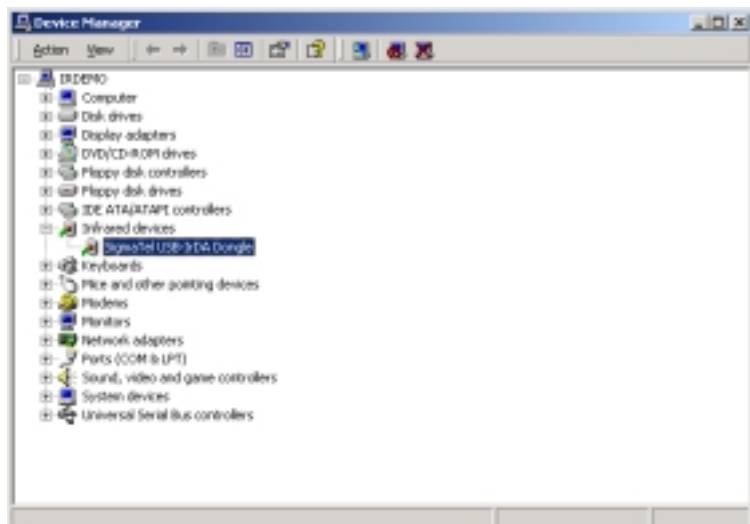 Device Manager
Action View
IRDEMO
Computer
Disk drives
Display adapters
DVD/CD-ROM drives
Floppy disk controllers
Floppy disk drives
IDE ATA/ATAPI controllers
Infrared devices
SigmaTel USB-IrDA Dongle
Keyboards
Mice and other pointing devices
Modems
Monitors
Network adapters
Ports (COM & LPT)
Sound, video and game controllers
System devices
Universal Serial Bus controllers